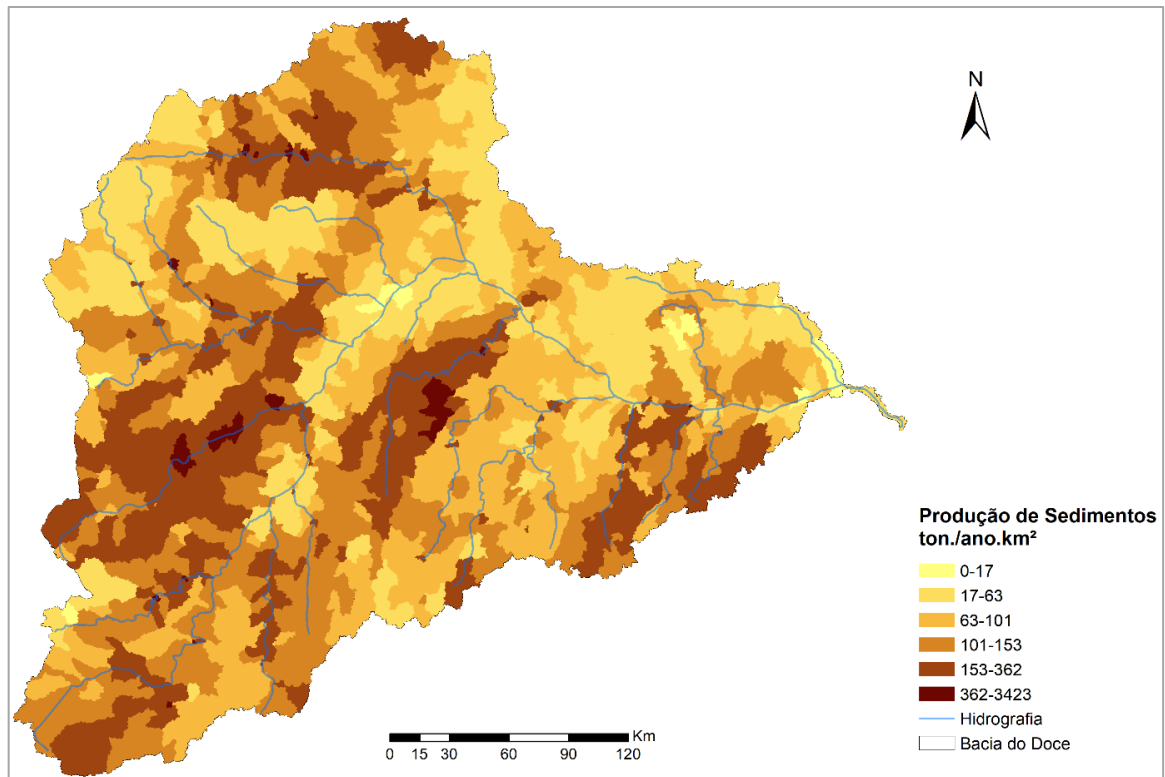 N
Produção de Sedimentos
ton./ano.km²
0-17
17-63
63-101
101-153
153-362
362-3423
Hidrografia
Bacia do Doce
Km
0 15 30 60 90 120